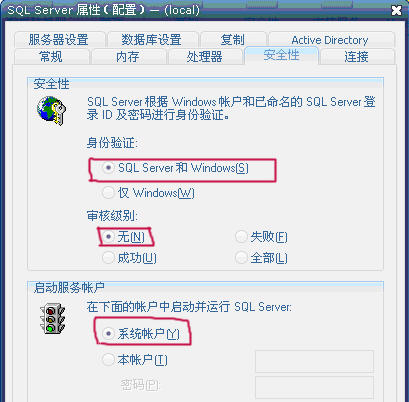 SQL Server 属性(配置) — (local)
服务器设置 数据库设置 复制 Active Directory
常规 内存 处理器 安全性 连接
安全性
SQL Server 根据 Windows 帐户和已命名的 SQL Server 登
录 ID 及密码进行身份验证。
身份验证:
SQL Server 和 Windows(S)
仅 Windows(W)
审核级别:
无(N) 失败(F)
成功(U) 全部(L)
启动服务帐户
在下面的帐户中启动并运行 SQL Server:
系统帐户(Y)
本帐户(T)
密码(P):